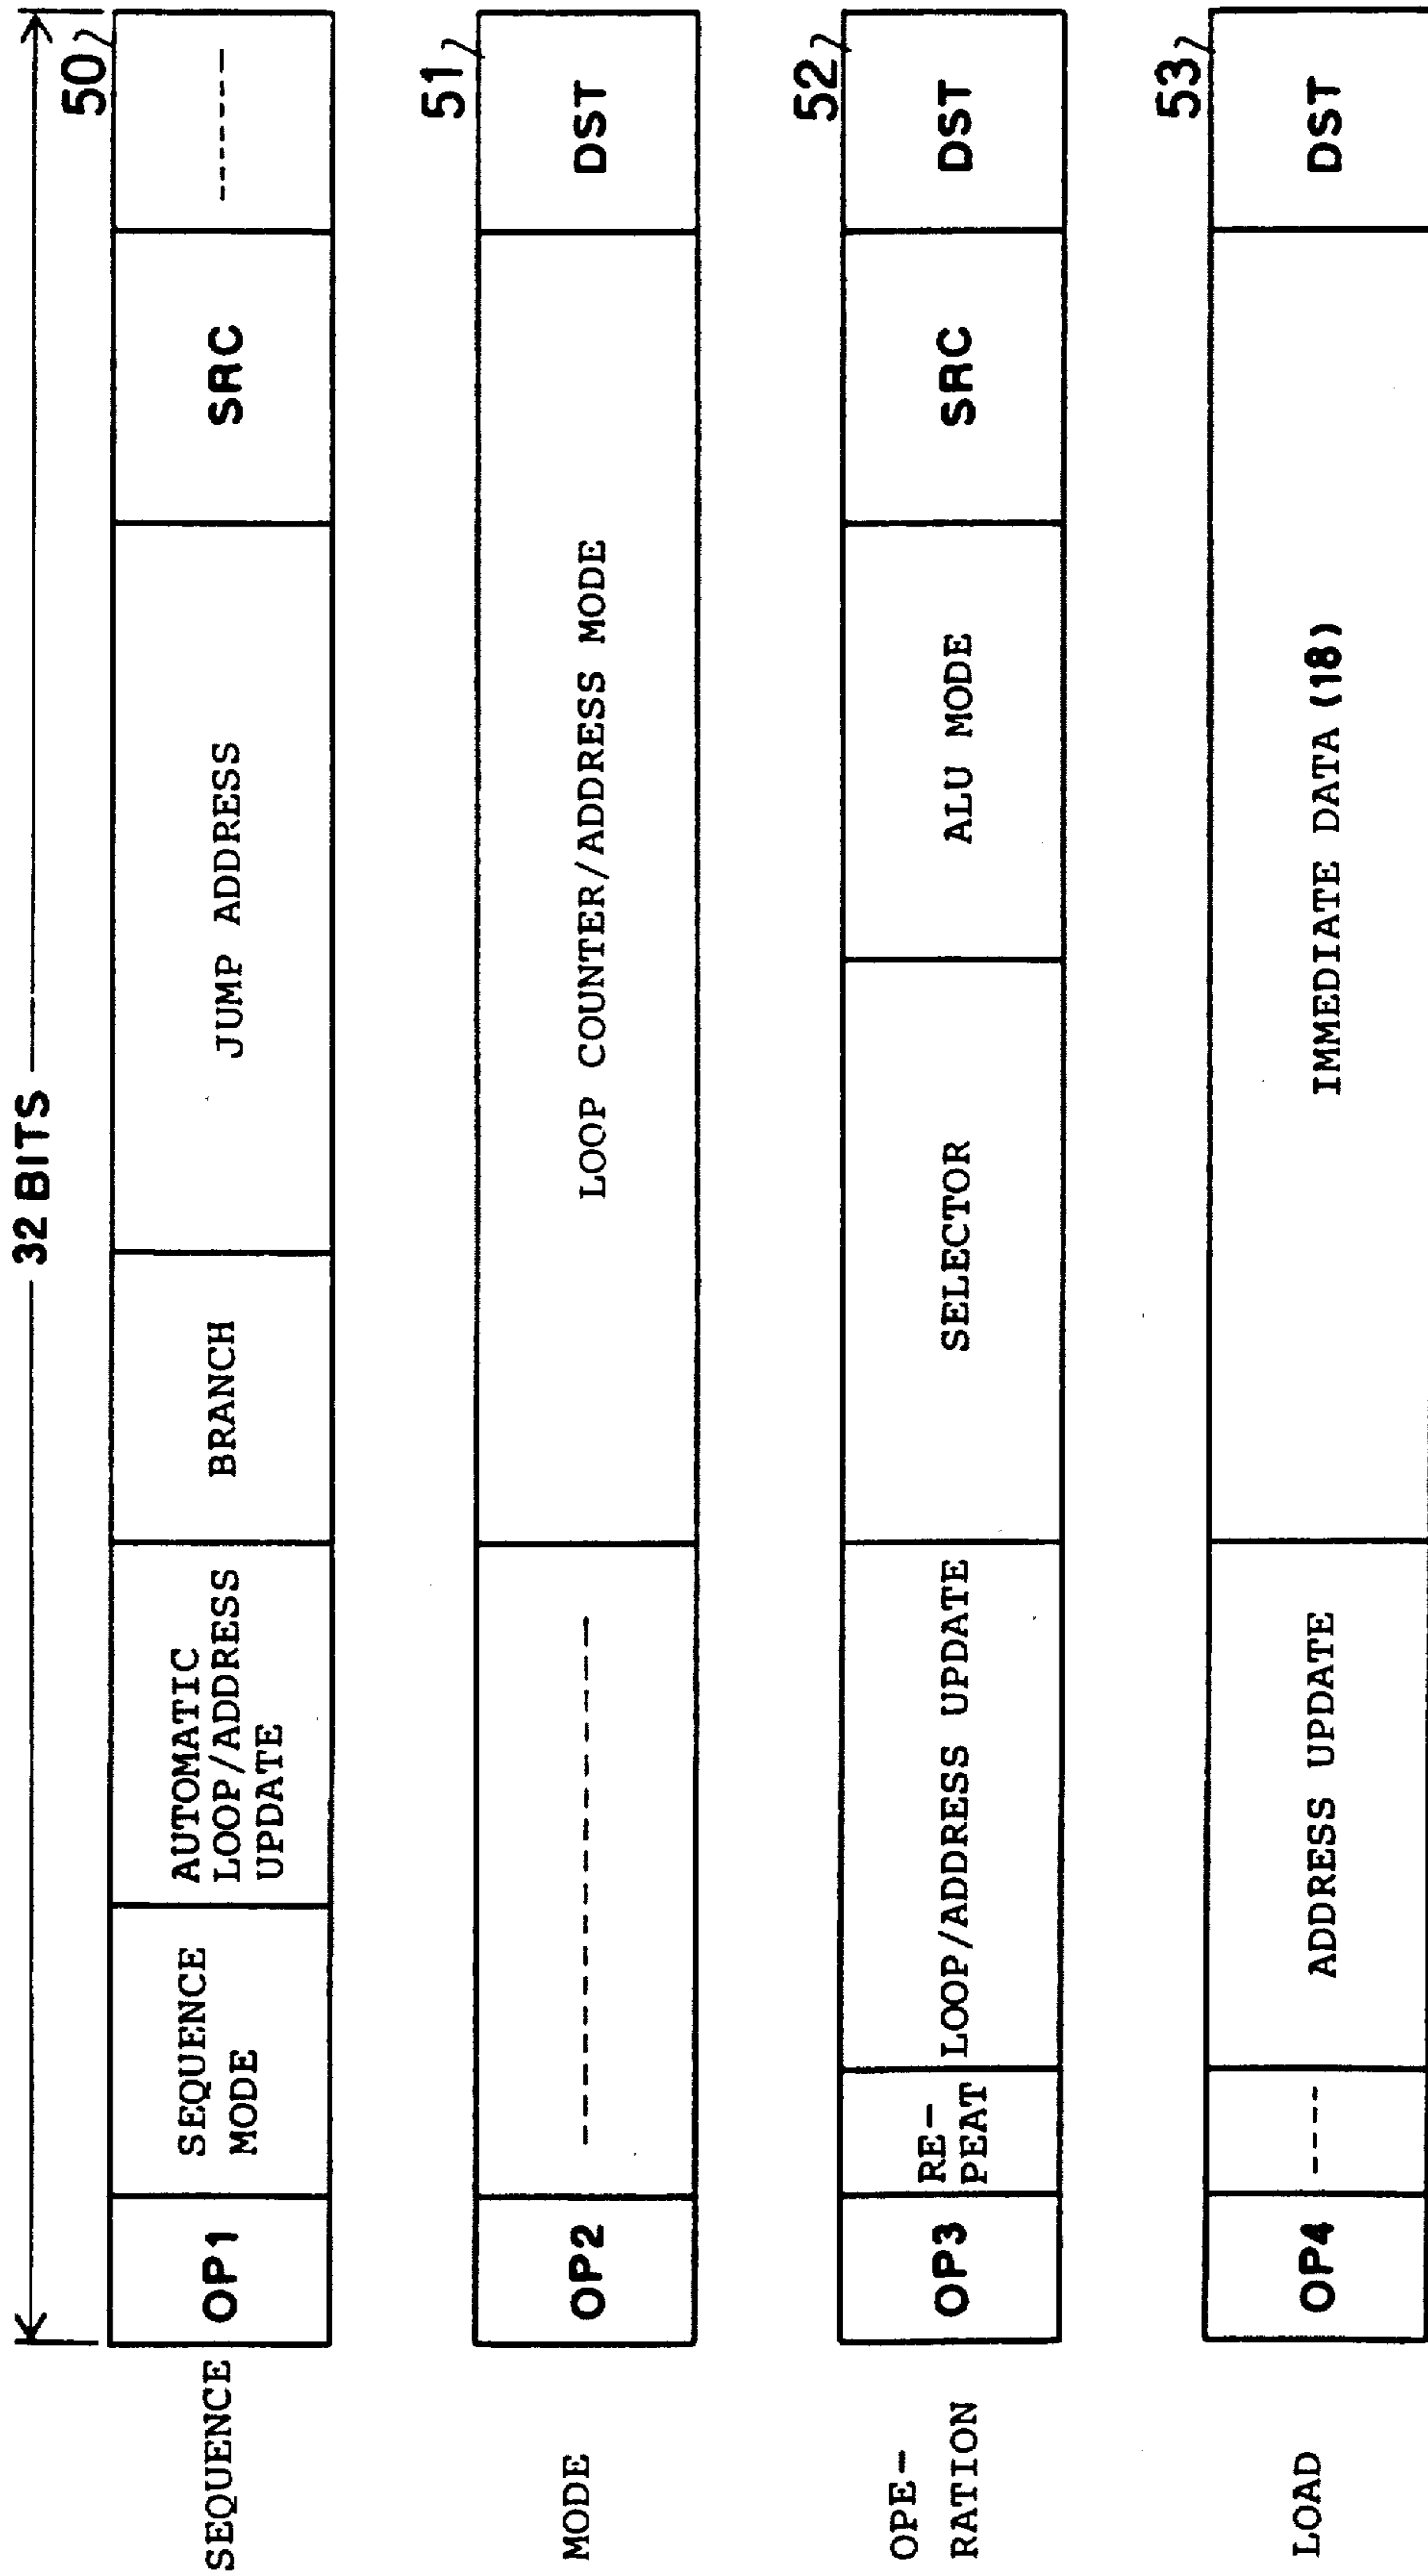 32 BITS
50
SEQUENCE
OP1
SEQUENCE
MODE
AUTOMATIC
LOOP/ADDRESS
UPDATE
BRANCH
JUMP ADDRESS
SRC
------
51
MODE
OP2
LOOP COUNTER/ADDRESS MODE
DST
52
OPE-
RATION
OP3
RE-
PEAT
LOOP/ADDRESS UPDATE
SELECTOR
ALU MODE
SRC
DST
53
LOAD
OP4
----
ADDRESS UPDATE
IMMEDIATE DATA (18)
DST